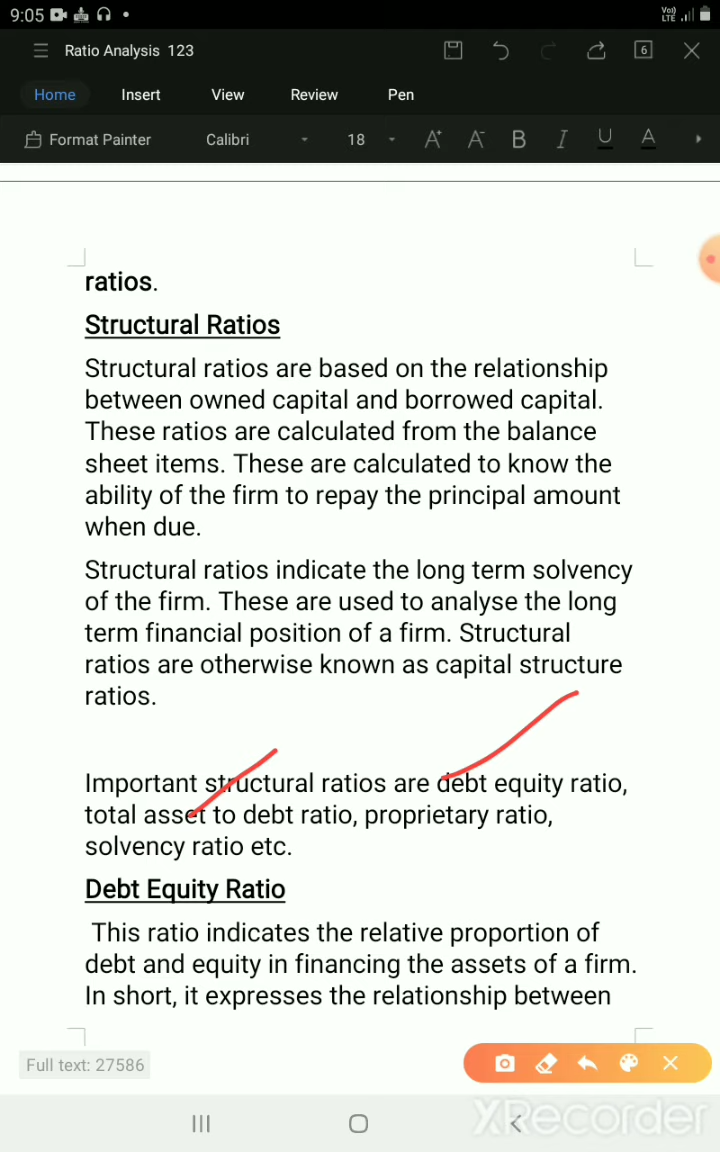 9:05
Vo) LTE
Ratio Analysis 123
6
Home Insert View Review Pen
Format Painter Calibri 18 A+ A- B I U A
ratios.
Structural Ratios
Structural ratios are based on the relationship
between owned capital and borrowed capital.
These ratios are calculated from the balance
sheet items. These are calculated to know the
ability of the firm to repay the principal amount
when due.
Structural ratios indicate the long term solvency
of the firm. These are used to analyse the long
term financial position of a firm. Structural
ratios are otherwise known as capital structure
ratios.
Important structural ratios are debt equity ratio,
total asset to debt ratio, proprietary ratio,
solvency ratio etc.
Debt Equity Ratio
This ratio indicates the relative proportion of
debt and equity in financing the assets of a firm.
In short, it expresses the relationship between
Full text: 27586
XRecorder